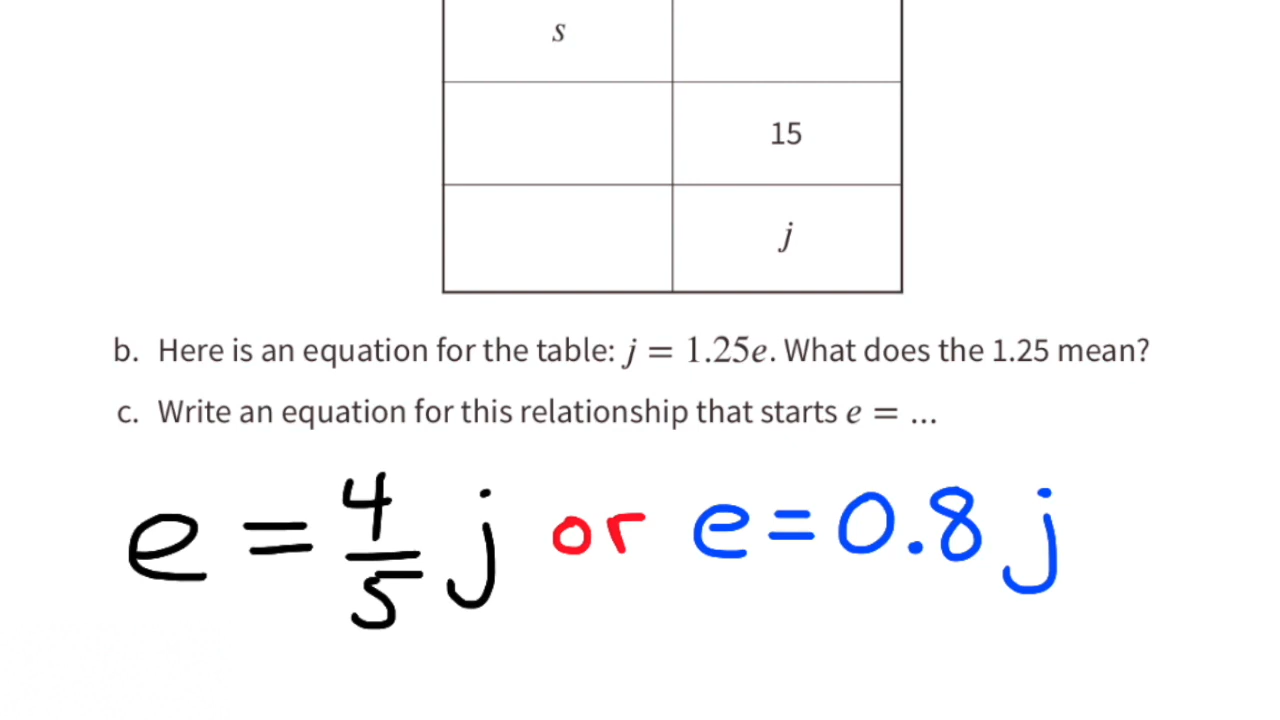 s
15
j
b. Here is an equation for the table: j = 1.25e. What does the 1.25 mean?
c. Write an equation for this relationship that starts e = ...
e = 4/5 j or e = 0.8 j